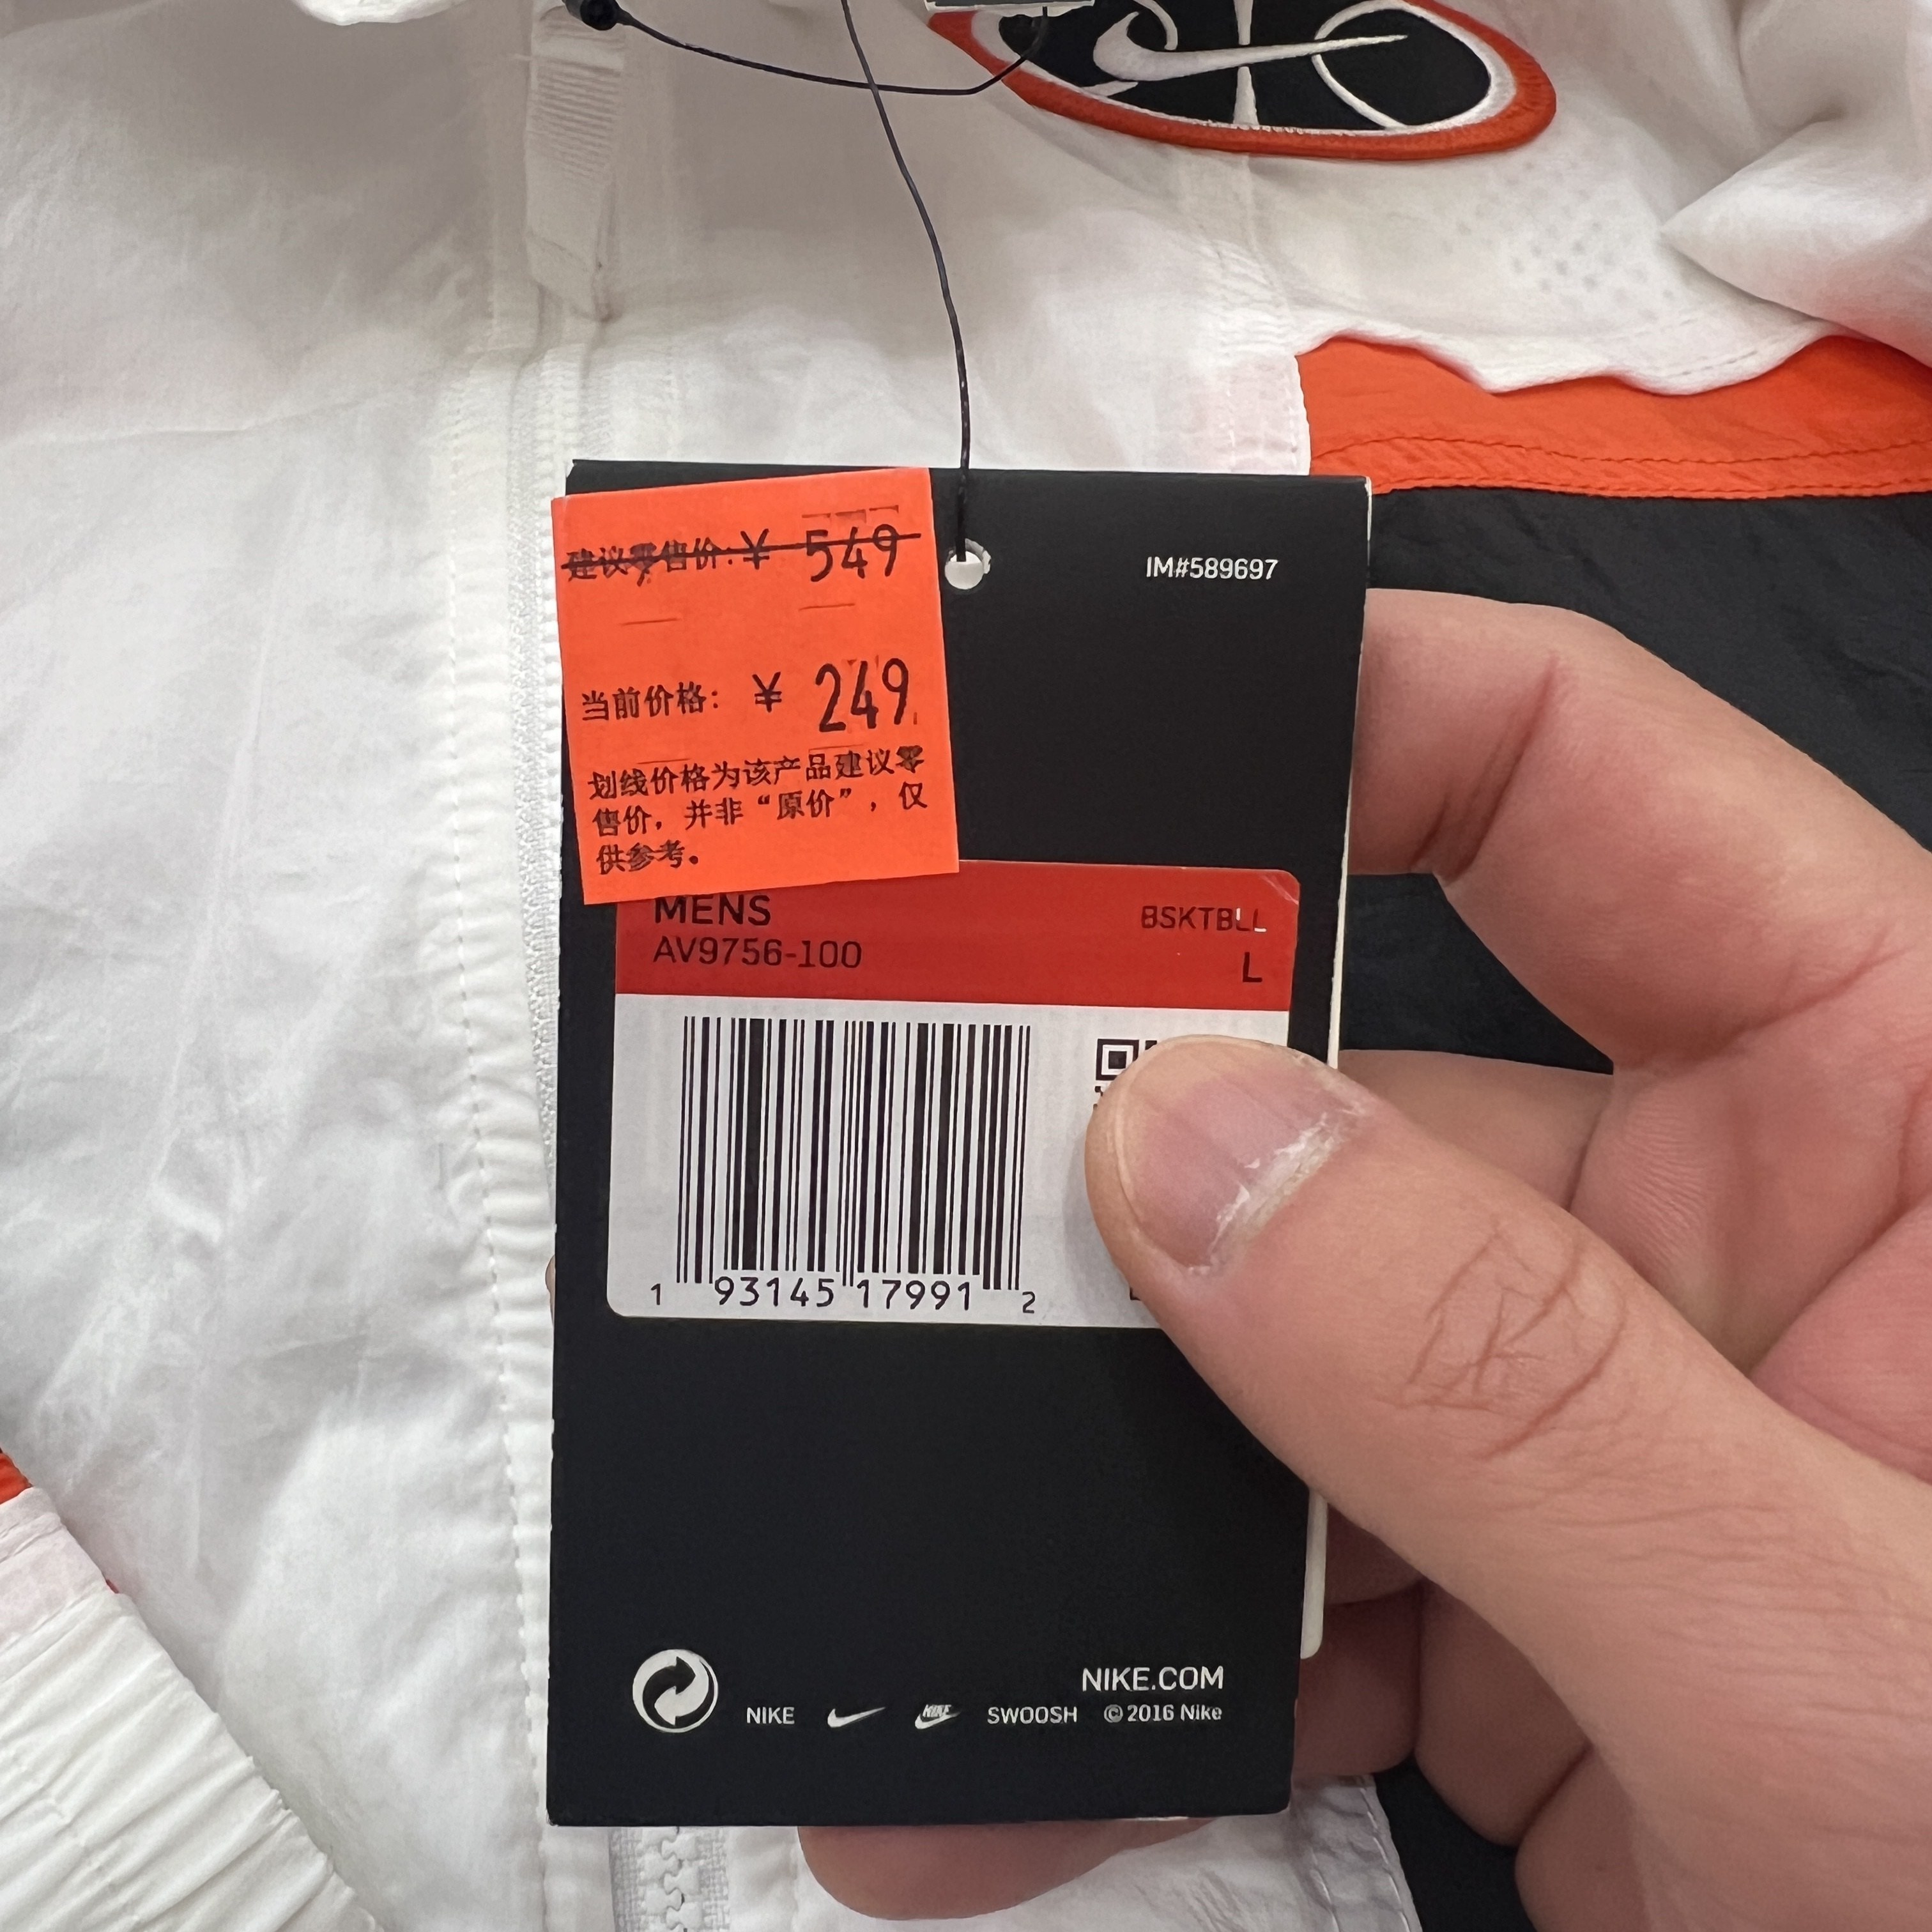 建议零售价:¥ 549
IM#589697
当前价格: ¥ 249
划线价格为该产品建议零
售价,并非“原价”,仅
供参考。
MENS BSKTBLL
AV9756-100 L
1 93145 17991 2
NIKE.COM
NIKE NIKE SWOOSH © 2016 Nike